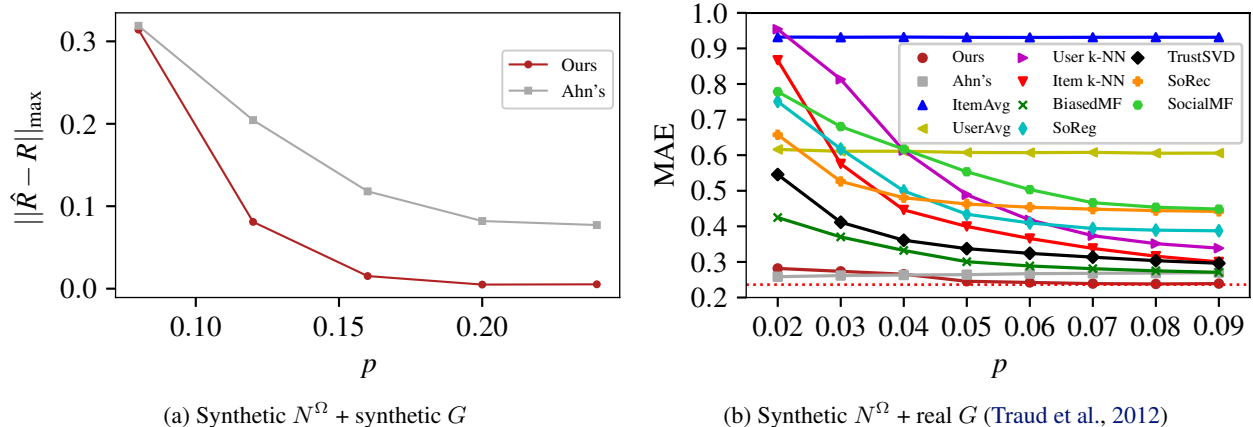 0.3
0.2
0.1
0.0
||R̂ − R||max
0.10
0.15
0.20
p
Ours
Ahn's
(a) Synthetic N^Ω + synthetic G
1.0
0.9
0.8
0.7
0.6
0.5
0.4
0.3
0.2
MAE
0.02
0.03
0.04
0.05
0.06
0.07
0.08
0.09
p
Ours
Ahn's
ItemAvg
UserAvg
User k-NN
Item k-NN
BiasedMF
SoReg
TrustSVD
SoRec
SocialMF
(b) Synthetic N^Ω + real G (Traud et al., 2012)